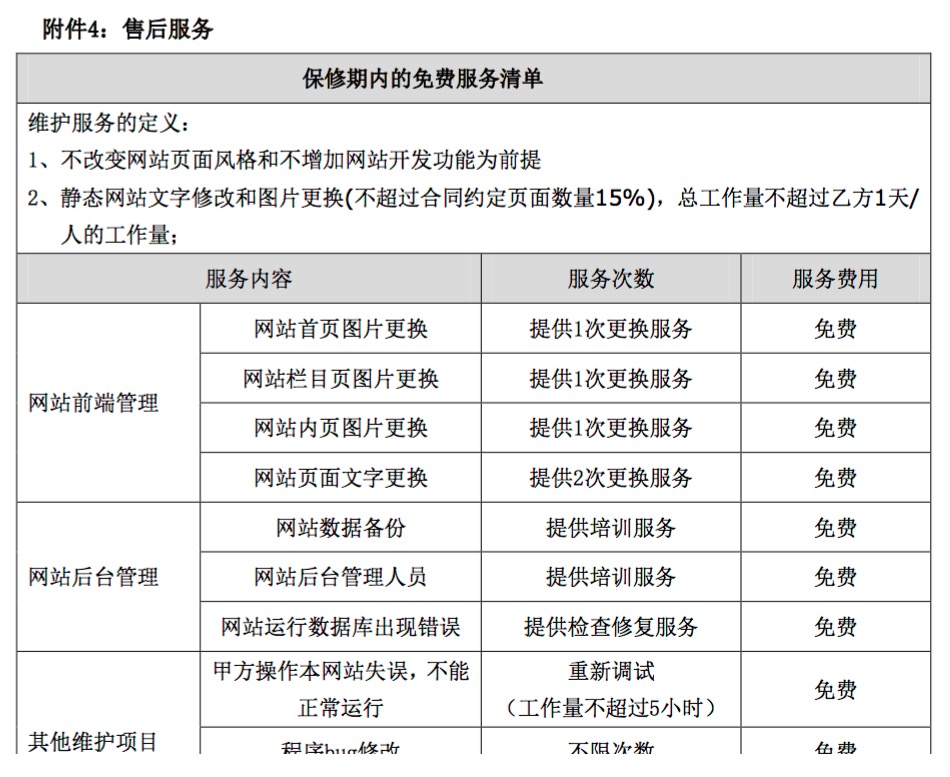 附件4：售后服务
保修期内的免费服务清单
维护服务的定义：
1、不改变网站页面风格和不增加网站开发功能为前提
2、静态网站文字修改和图片更换(不超过合同约定页面数量15%)，总工作量不超过乙方1天/
人的工作量；
服务内容 服务次数 服务费用
网站前端管理
网站首页图片更换 提供1次更换服务 免费
网站栏目页图片更换 提供1次更换服务 免费
网站内页图片更换 提供1次更换服务 免费
网站页面文字更换 提供2次更换服务 免费
网站后台管理
网站数据备份 提供培训服务 免费
网站后台管理人员 提供培训服务 免费
网站运行数据库出现错误 提供检查修复服务 免费
其他维护项目
甲方操作本网站失误，不能
正常运行
重新调试
（工作量不超过5小时）
免费
程序bug修改 不限次数 免费